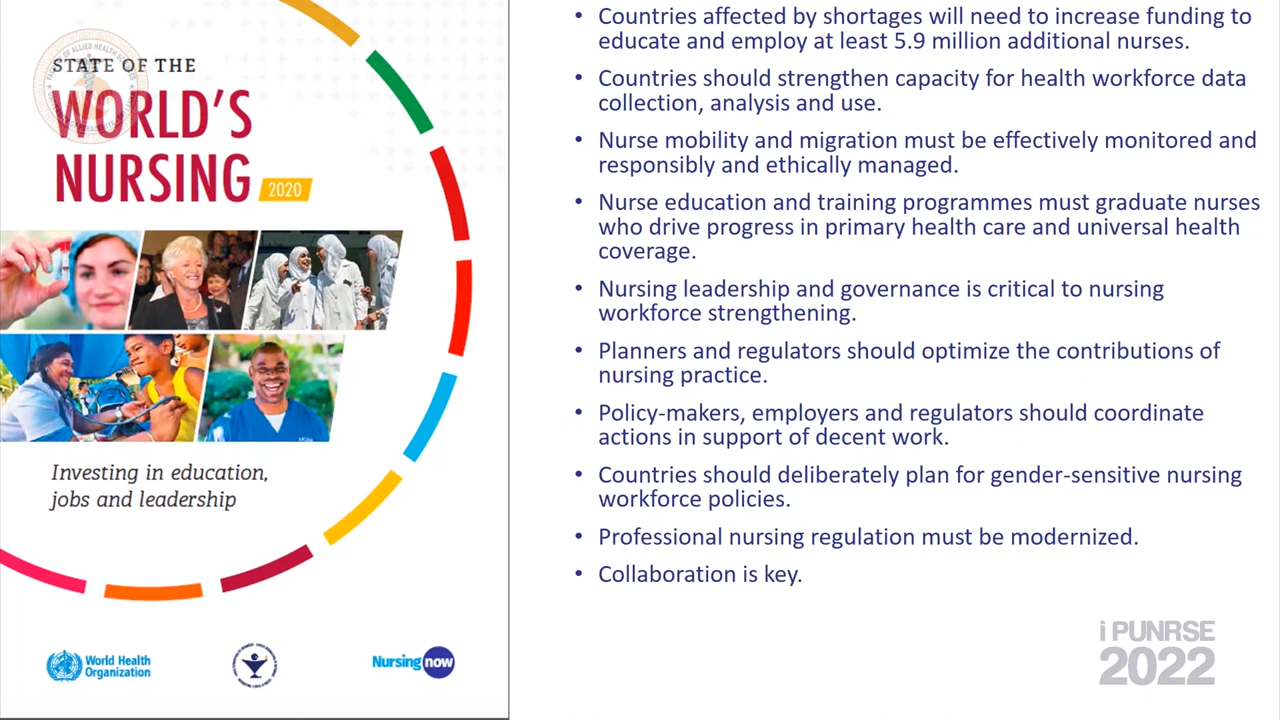 STATE OF THE
WORLD'S
NURSING 2020
Investing in education,
jobs and leadership
World Health
Organization
Nursing now
• Countries affected by shortages will need to increase funding to
educate and employ at least 5.9 million additional nurses.
• Countries should strengthen capacity for health workforce data
collection, analysis and use.
• Nurse mobility and migration must be effectively monitored and
responsibly and ethically managed.
• Nurse education and training programmes must graduate nurses
who drive progress in primary health care and universal health
coverage.
• Nursing leadership and governance is critical to nursing
workforce strengthening.
• Planners and regulators should optimize the contributions of
nursing practice.
• Policy-makers, employers and regulators should coordinate
actions in support of decent work.
• Countries should deliberately plan for gender-sensitive nursing
workforce policies.
• Professional nursing regulation must be modernized.
• Collaboration is key.
i PUNRSE
2022